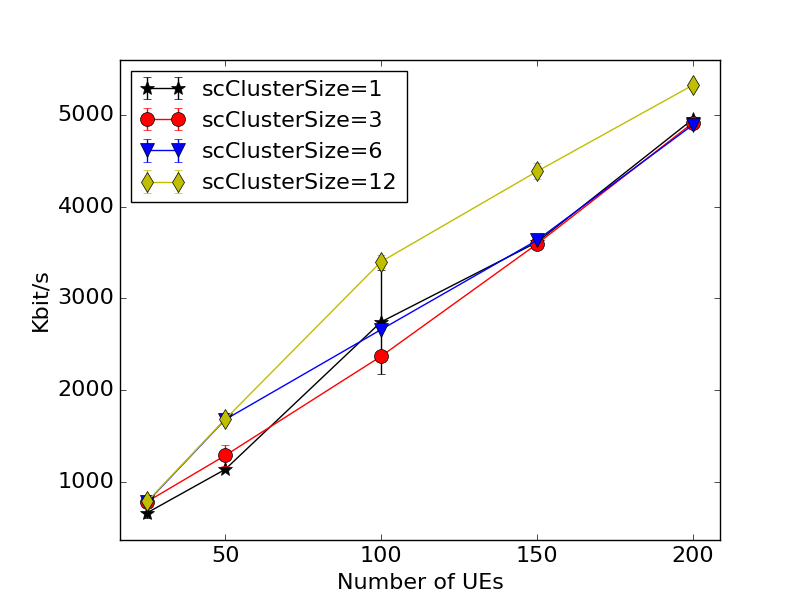 scClusterSize=1
scClusterSize=3
scClusterSize=6
scClusterSize=12
5000
4000
3000
2000
1000
Kbit/s
50 100 150 200
Number of UEs